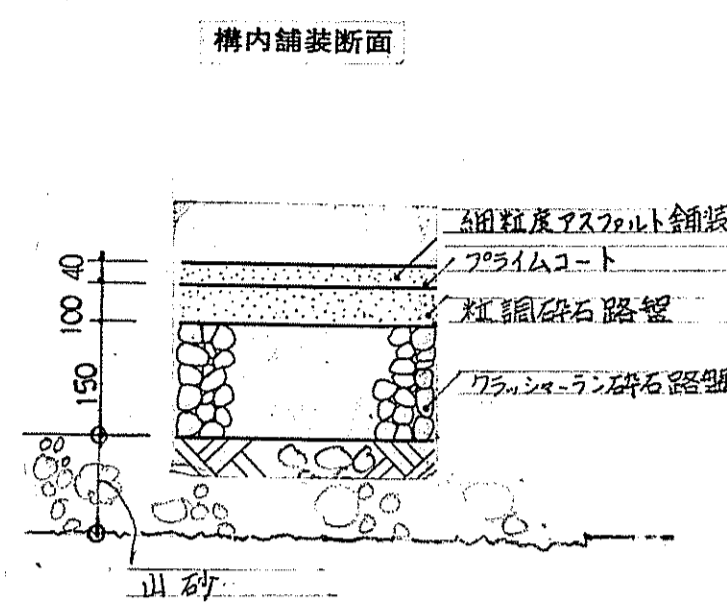 構内舗装断面
細粒度アスファルト舗装
プライムコート
粒調砕石路盤
クラッシャーラン砕石路盤
40
100
150
山砂